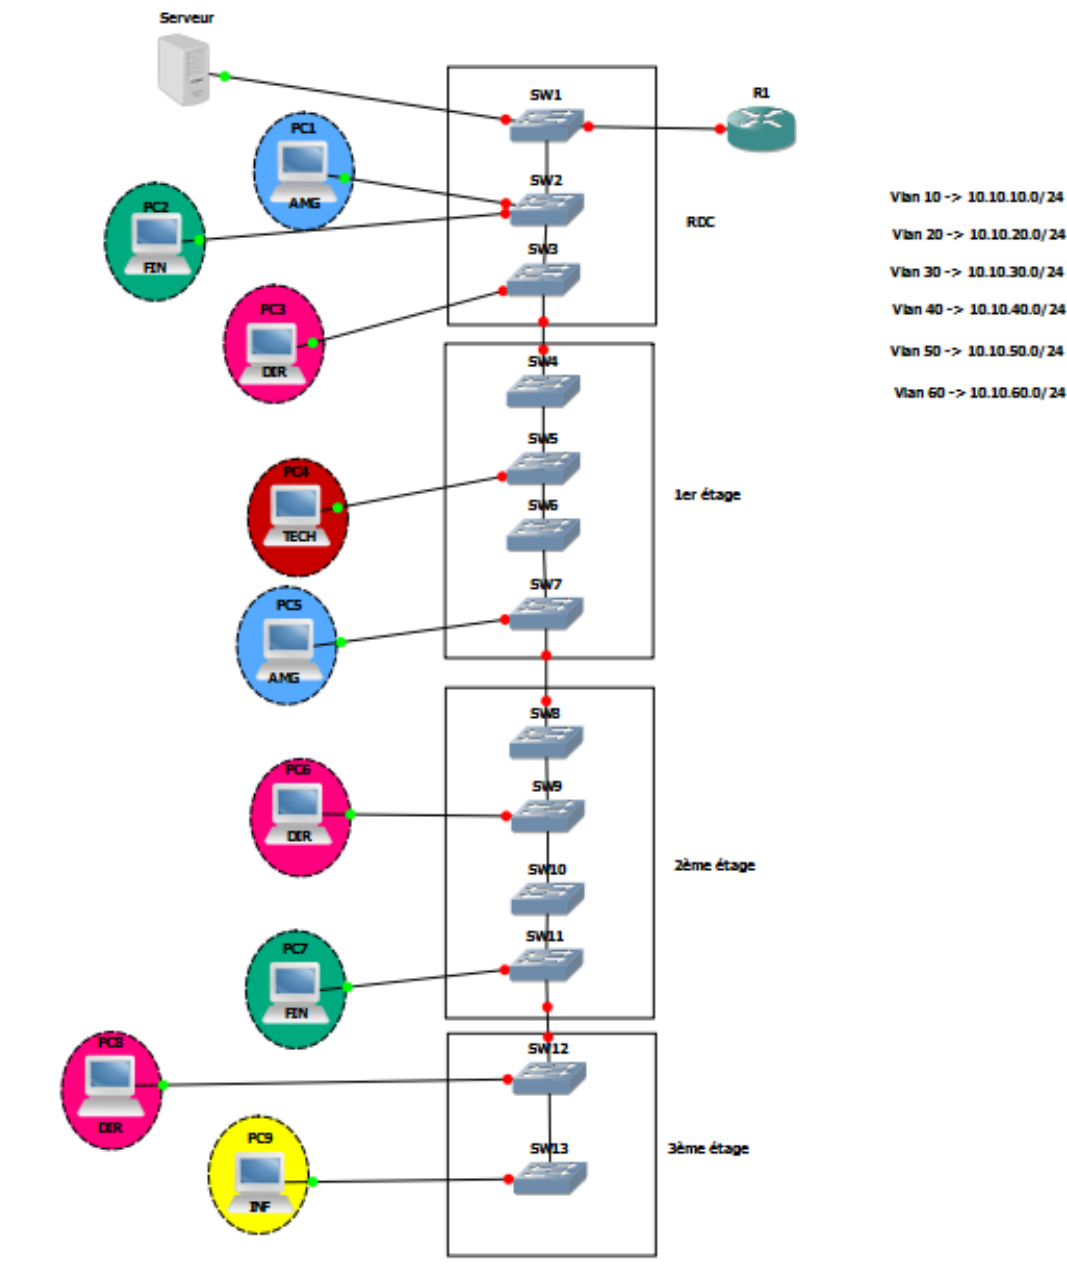 Serveur
SW1
R1
PC1
AMG
SW2
PC2
FIN
RDC
SW3
PC3
DIR
Vlan 10 -> 10.10.10.0/24
Vlan 20 -> 10.10.20.0/24
Vlan 30 -> 10.10.30.0/24
Vlan 40 -> 10.10.40.0/24
Vlan 50 -> 10.10.50.0/24
Vlan 60 -> 10.10.60.0/24
SW4
SW5
PC4
TECH
1er étage
SW6
SW7
PC5
AMG
SW8
PC6
DIR
SW9
2ème étage
SW10
SW11
PC7
FIN
SW12
PC8
DIR
PC9
INF
SW13
3ème étage